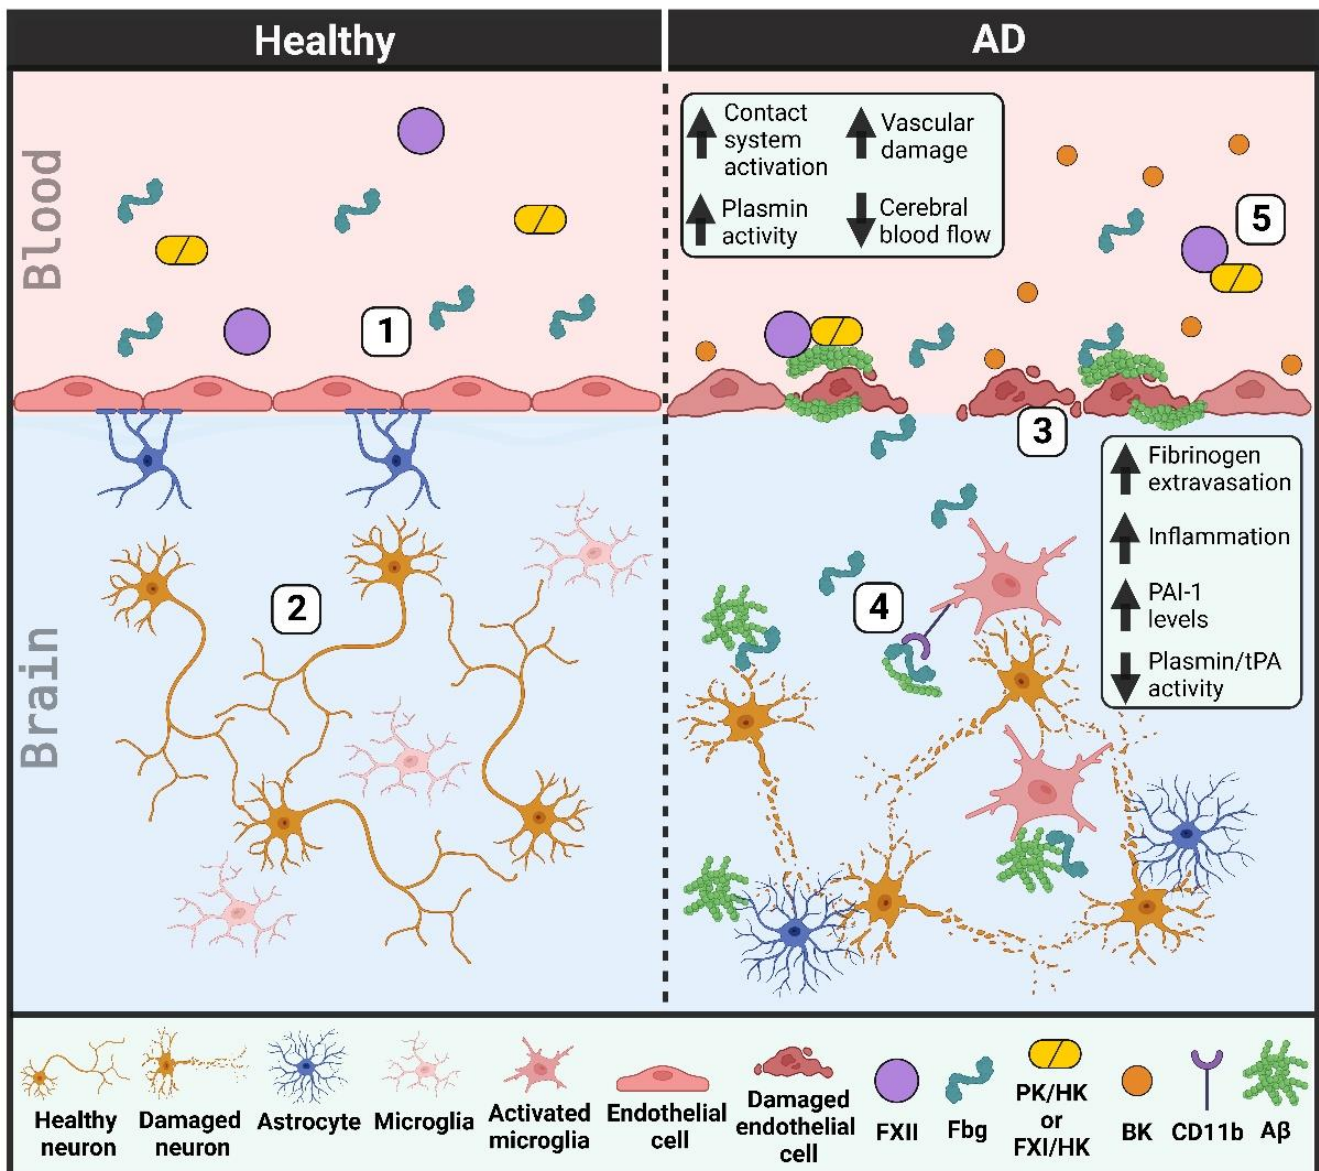 Healthy
AD
Blood
Contact
system
activation
Vascular
damage
Plasmin
activity
Cerebral
blood flow
5
1
3
Fibrinogen
extravasation
Inflammation
PAI-1
levels
Plasmin/tPA
activity
2
4
Brain
Healthy
neuron
Damaged
neuron
Astrocyte
Microglia
Activated
microglia
Endothelial
cell
Damaged
endothelial
cell
FXII
Fbg
PK/HK
or
FXI/HK
BK
CD11b
Aβ